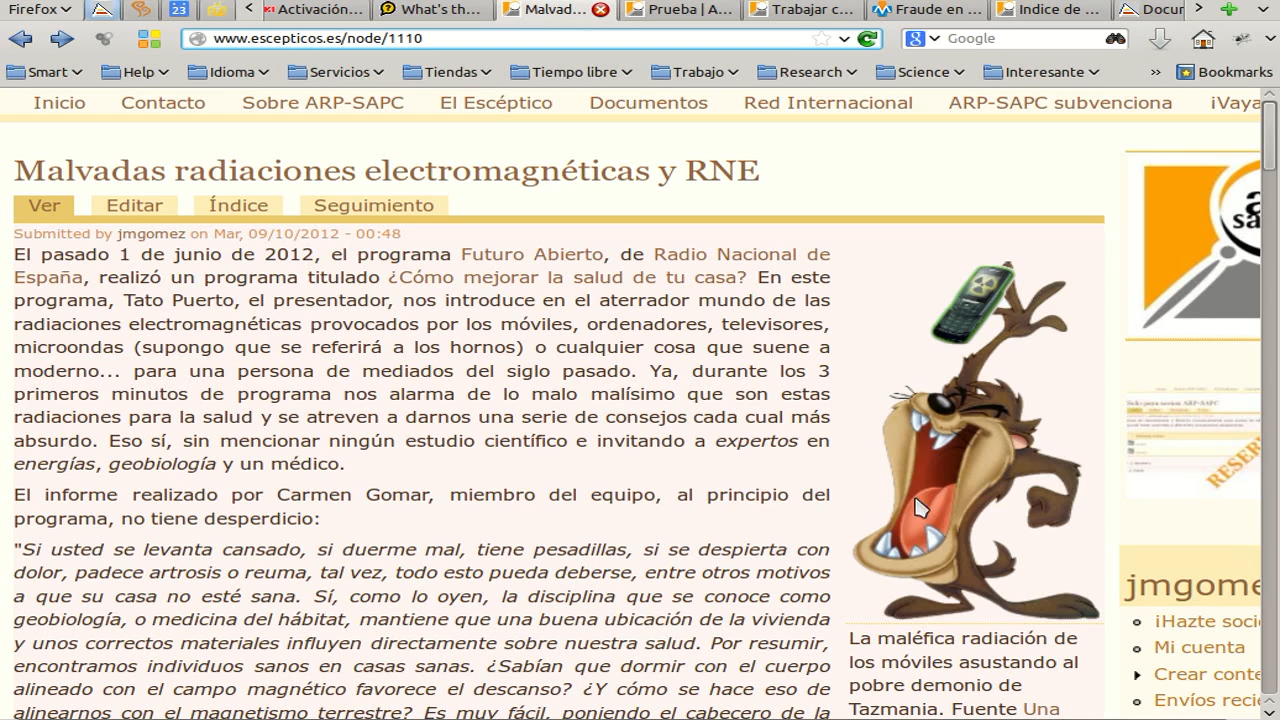 Firefox
23
Activación...
What's th...
Malvad...
Prueba | A...
Trabajar c...
Fraude en ...
Indice de ...
Docur
www.escepticos.es/node/1110
Google
Smart
Help
Idioma
Servicios
Tiendas
Tiempo libre
Trabajo
Research
Science
Interesante
»
Bookmarks
Inicio
Contacto
Sobre ARP-SAPC
El Escéptico
Documentos
Red Internacional
ARP-SAPC subvenciona
¡Vaya
Malvadas radiaciones electromagnéticas y RNE
Ver
Editar
Índice
Seguimiento
Submitted by jmgomez on Mar, 09/10/2012 - 00:48
El pasado 1 de junio de 2012, el programa Futuro Abierto, de Radio Nacional de
España, realizó un programa titulado ¿Cómo mejorar la salud de tu casa? En este
programa, Tato Puerto, el presentador, nos introduce en el aterrador mundo de las
radiaciones electromagnéticas provocados por los móviles, ordenadores, televisores,
microondas (supongo que se referirá a los hornos) o cualquier cosa que suene a
moderno... para una persona de mediados del siglo pasado. Ya, durante los 3
primeros minutos de programa nos alarma de lo malo malísimo que son estas
radiaciones para la salud y se atreven a darnos un serie de consejos cada cual más
absurdo. Eso sí, sin mencionar ningún estudio científico e invitando a expertos en
energías, geobiología y un médico.
El informe realizado por Carmen Gomar, miembro del equipo, al principio del
programa, no tiene desperdicio:
"Si usted se levanta cansado, si duerme mal, tiene pesadillas, si se despierta con
dolor, padece artrosis o reuma, tal vez, todo esto pueda deberse, entre otros motivos
a que su casa no esté sana. Sí, como lo oyen, la disciplina que se conoce como
geobiología, o medicina del hábitat, mantiene que una buena ubicación de la vivienda
y unos correctos materiales influyen directamente sobre nuestra salud. Por resumir,
encontramos individuos sanos en casas sanas. ¿Sabían que dormir con el cuerpo
alineado con el campo magnético favorece el descanso? ¿Y cómo se hace eso de
alinearnos con el magnetismo terrestre? Es muy fácil, poniendo el cabecero de la
La maléfica radiación de
los móviles asustando al
pobre demonio de
Tazmania. Fuente Una
RESER
jmgome
¡Hazte soci
Mi cuenta
Crear conte
Envíos reci